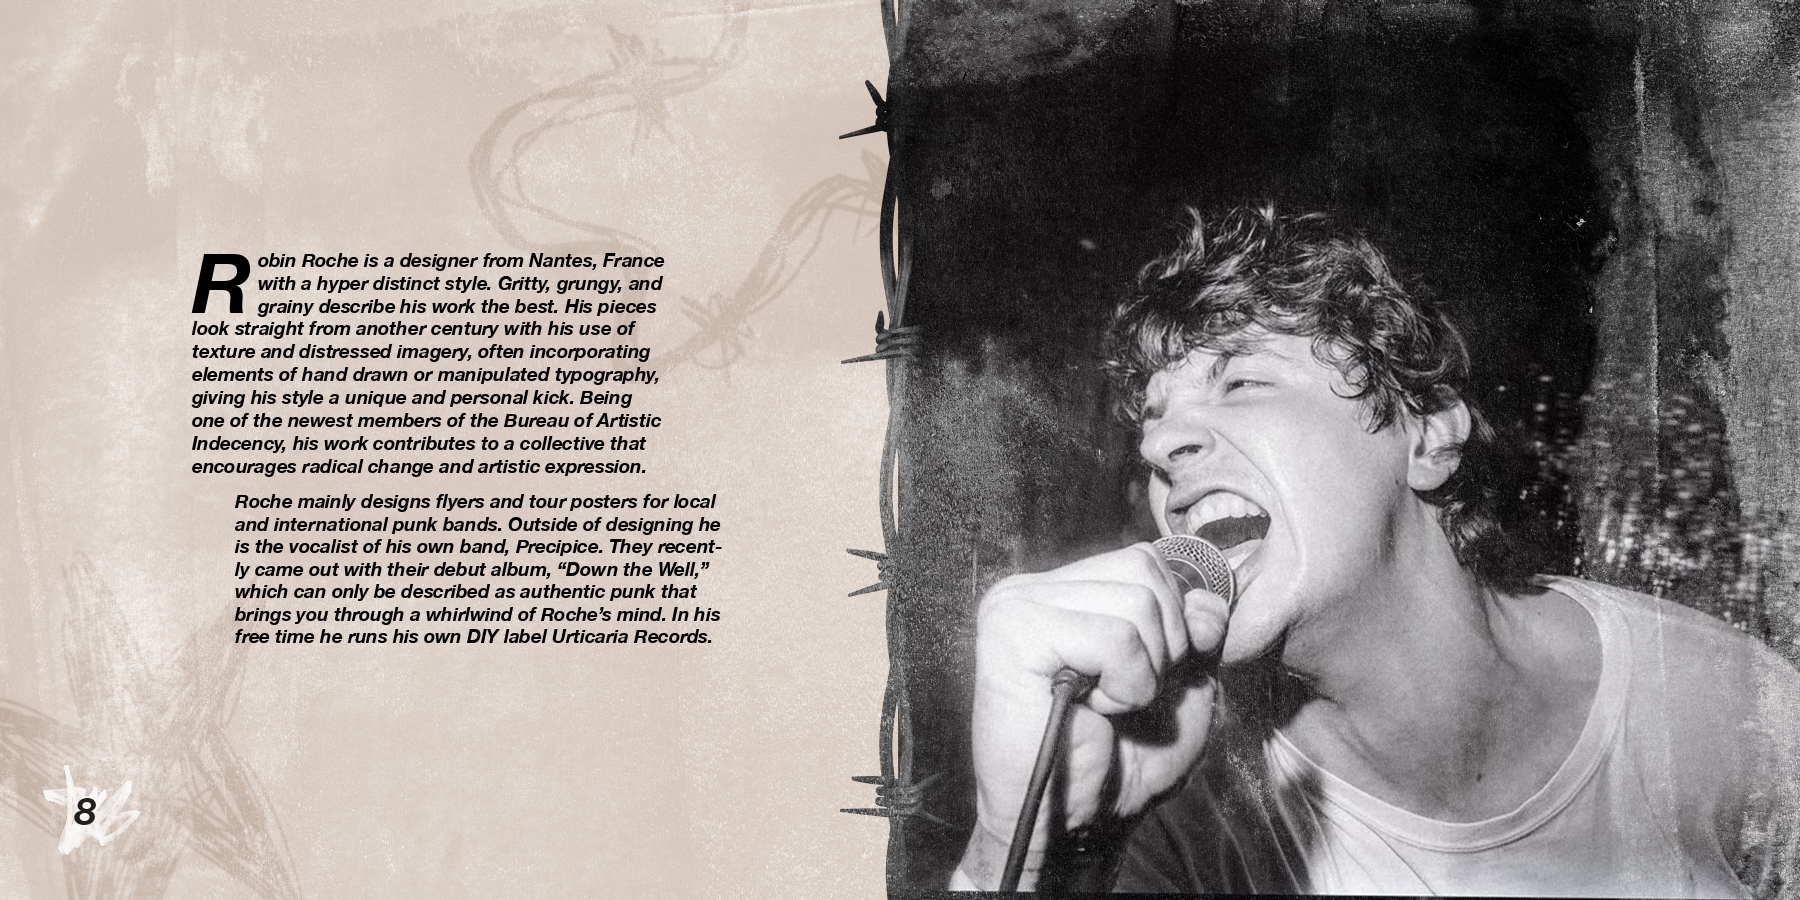 Robin Roche is a designer from Nantes, France
with a hyper distinct style. Gritty, grungy, and
grainy describe his work the best. His pieces
look straight from another century with his use of
texture and distressed imagery, often incorporating
elements of hand drawn or manipulated typography,
giving his style a unique and personal kick. Being
one of the newest members of the Bureau of Artistic
Indecency, his work contributes to a collective that
encourages radical change and artistic expression.
Roche mainly designs flyers and tour posters for local
and international punk bands. Outside of designing he
is the vocalist of his own band, Precipice. They recent-
ly came out with their debut album, “Down the Well,”
which can only be described as authentic punk that
brings you through a whirlwind of Roche’s mind. In his
free time he runs his own DIY label Urticaria Records.
8